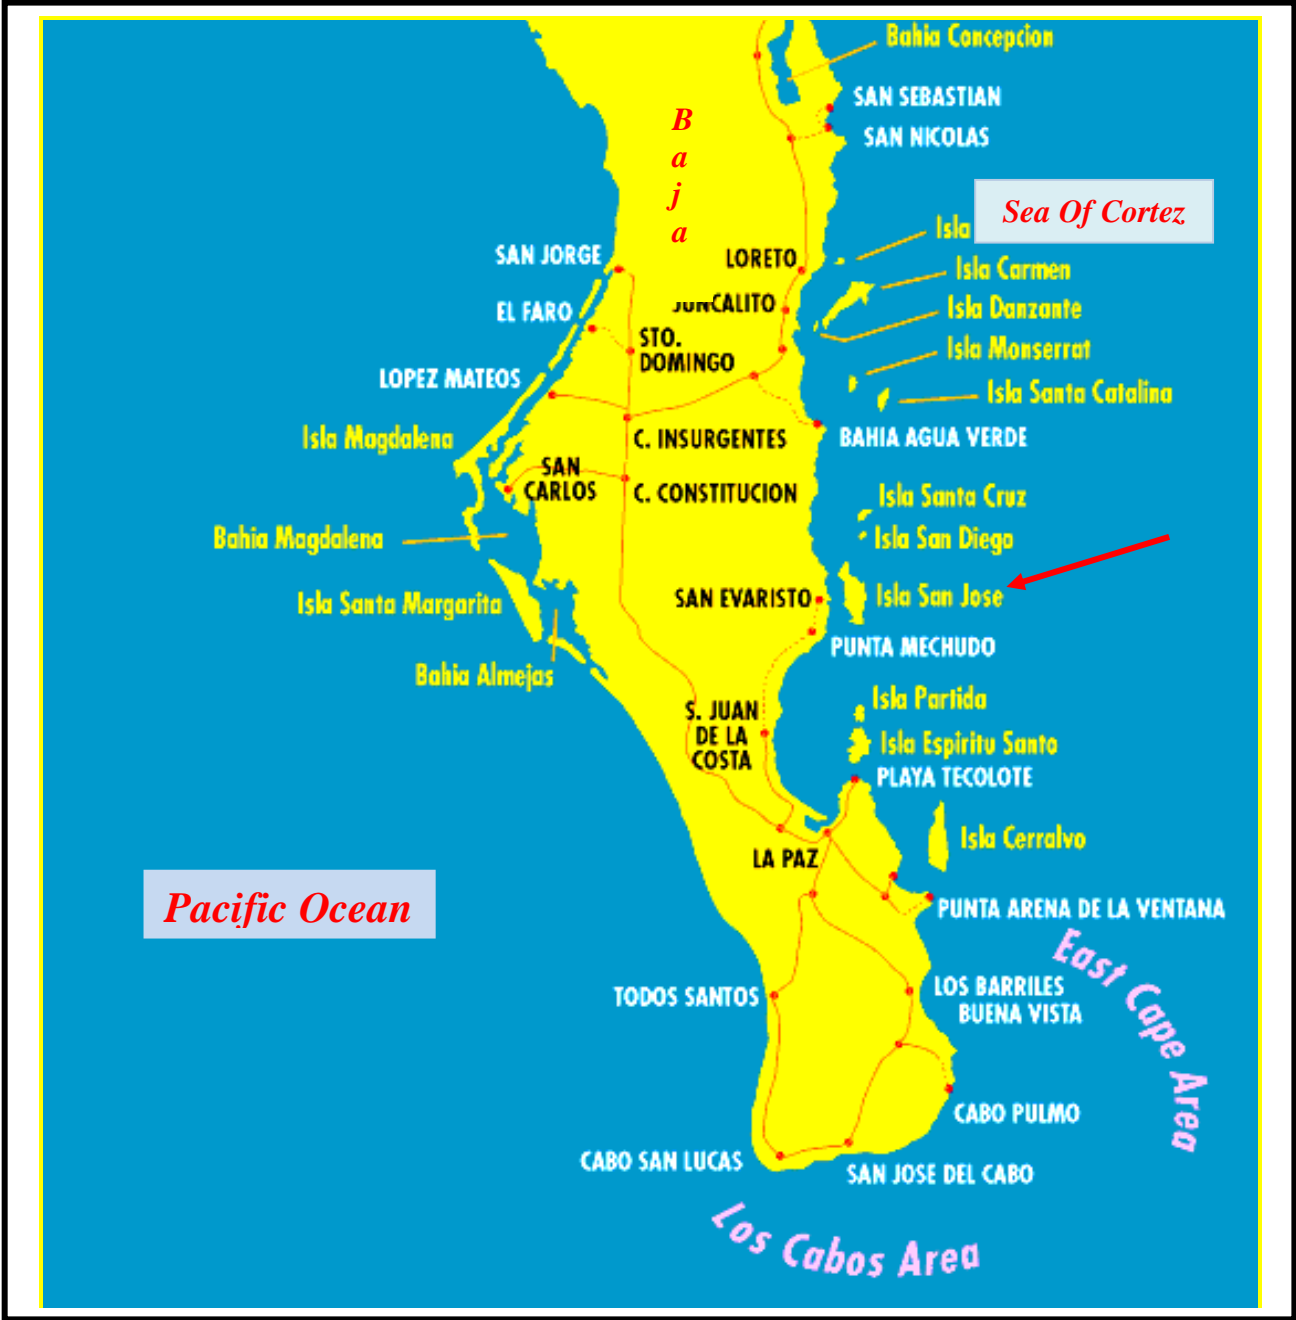 Bahia Concepcion
SAN SEBASTIAN
SAN NICOLAS
B
a
j
a
Sea Of Cortez
Isla
SAN JORGE
LORETO
Isla Carmen
EL FARO
JUNCALITO
Isla Danzante
STO.
DOMINGO
Isla Monserrat
LOPEZ MATEOS
Isla Santa Catalina
Isla Magdalena
C. INSURGENTES
BAHIA AGUA VERDE
SAN
CARLOS
C. CONSTITUCION
Isla Santa Cruz
Bahia Magdalena
Isla San Diego
Isla Santa Margarita
SAN EVARISTO
Isla San Jose
PUNTA MECHUDO
Bahia Almejas
Isla Partida
S. JUAN
DE LA
COSTA
Isla Espiritu Santo
PLAYA TECOLOTE
Isla Cerralvo
LA PAZ
Pacific Ocean
PUNTA ARENA DE LA VENTANA
East Cape Area
TODOS SANTOS
LOS BARRILES
BUENA VISTA
CABO PULMO
CABO SAN LUCAS
SAN JOSE DEL CABO
Los Cabos Area